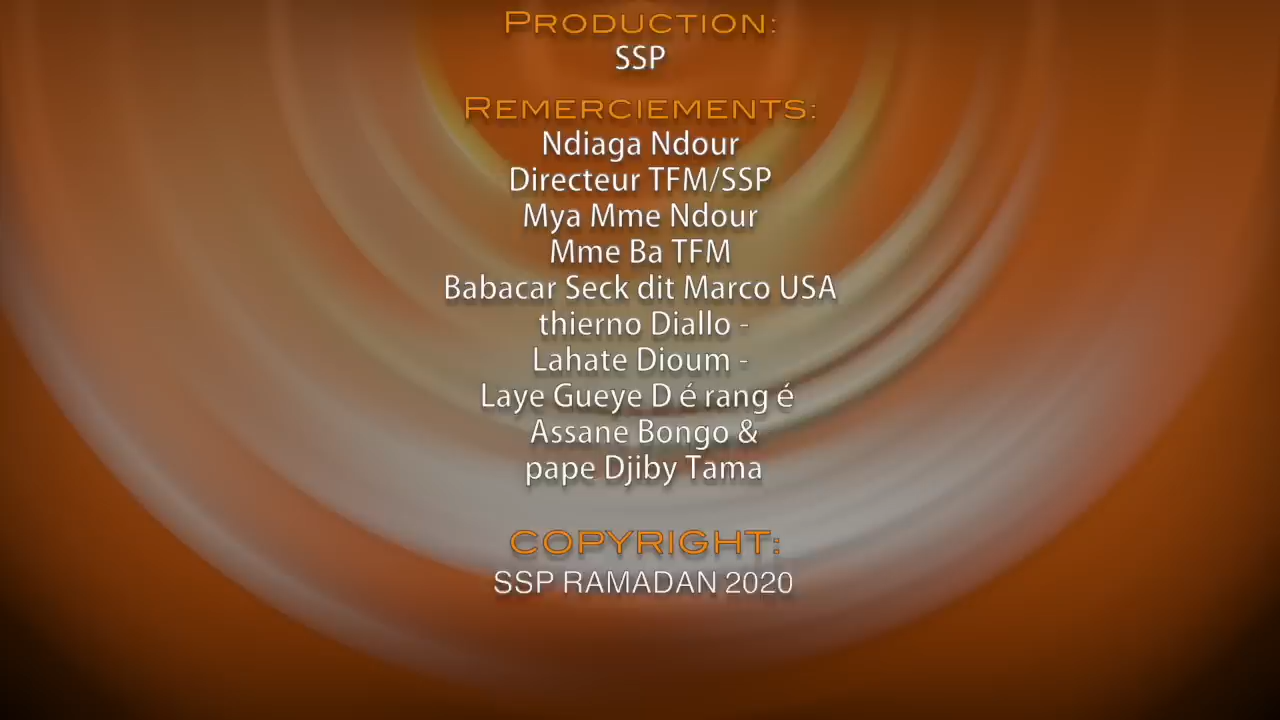 PRODUCTION:
SSP
REMERCIEMENTS:
Ndiaga Ndour
Directeur TFM/SSP
Mya Mme Ndour
Mme Ba TFM
Babacar Seck dit Marco USA
thierno Diallo -
Lahate Dioum -
Laye Gueye D é rang é
Assane Bongo &
pape Djiby Tama
COPYRIGHT:
SSP RAMADAN 2020